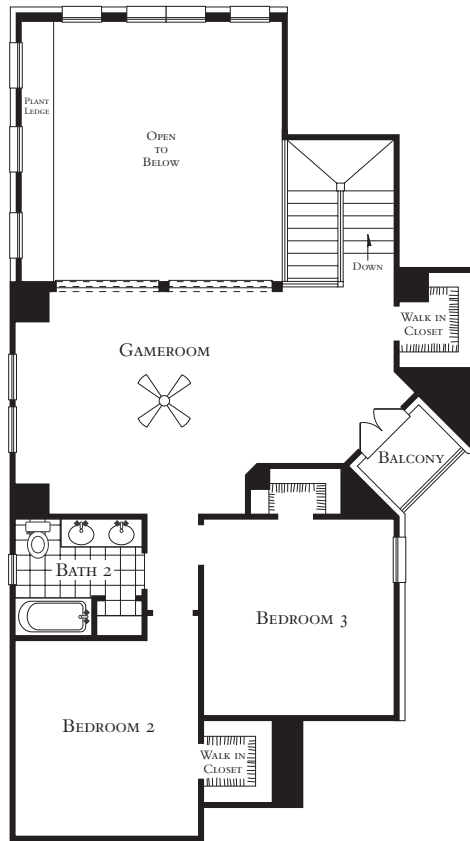 Plant
Ledge
Open
to
Below
Down
Walk in
Closet
Gameroom
Balcony
Bath 2
Bedroom 3
Bedroom 2
Walk in
Closet